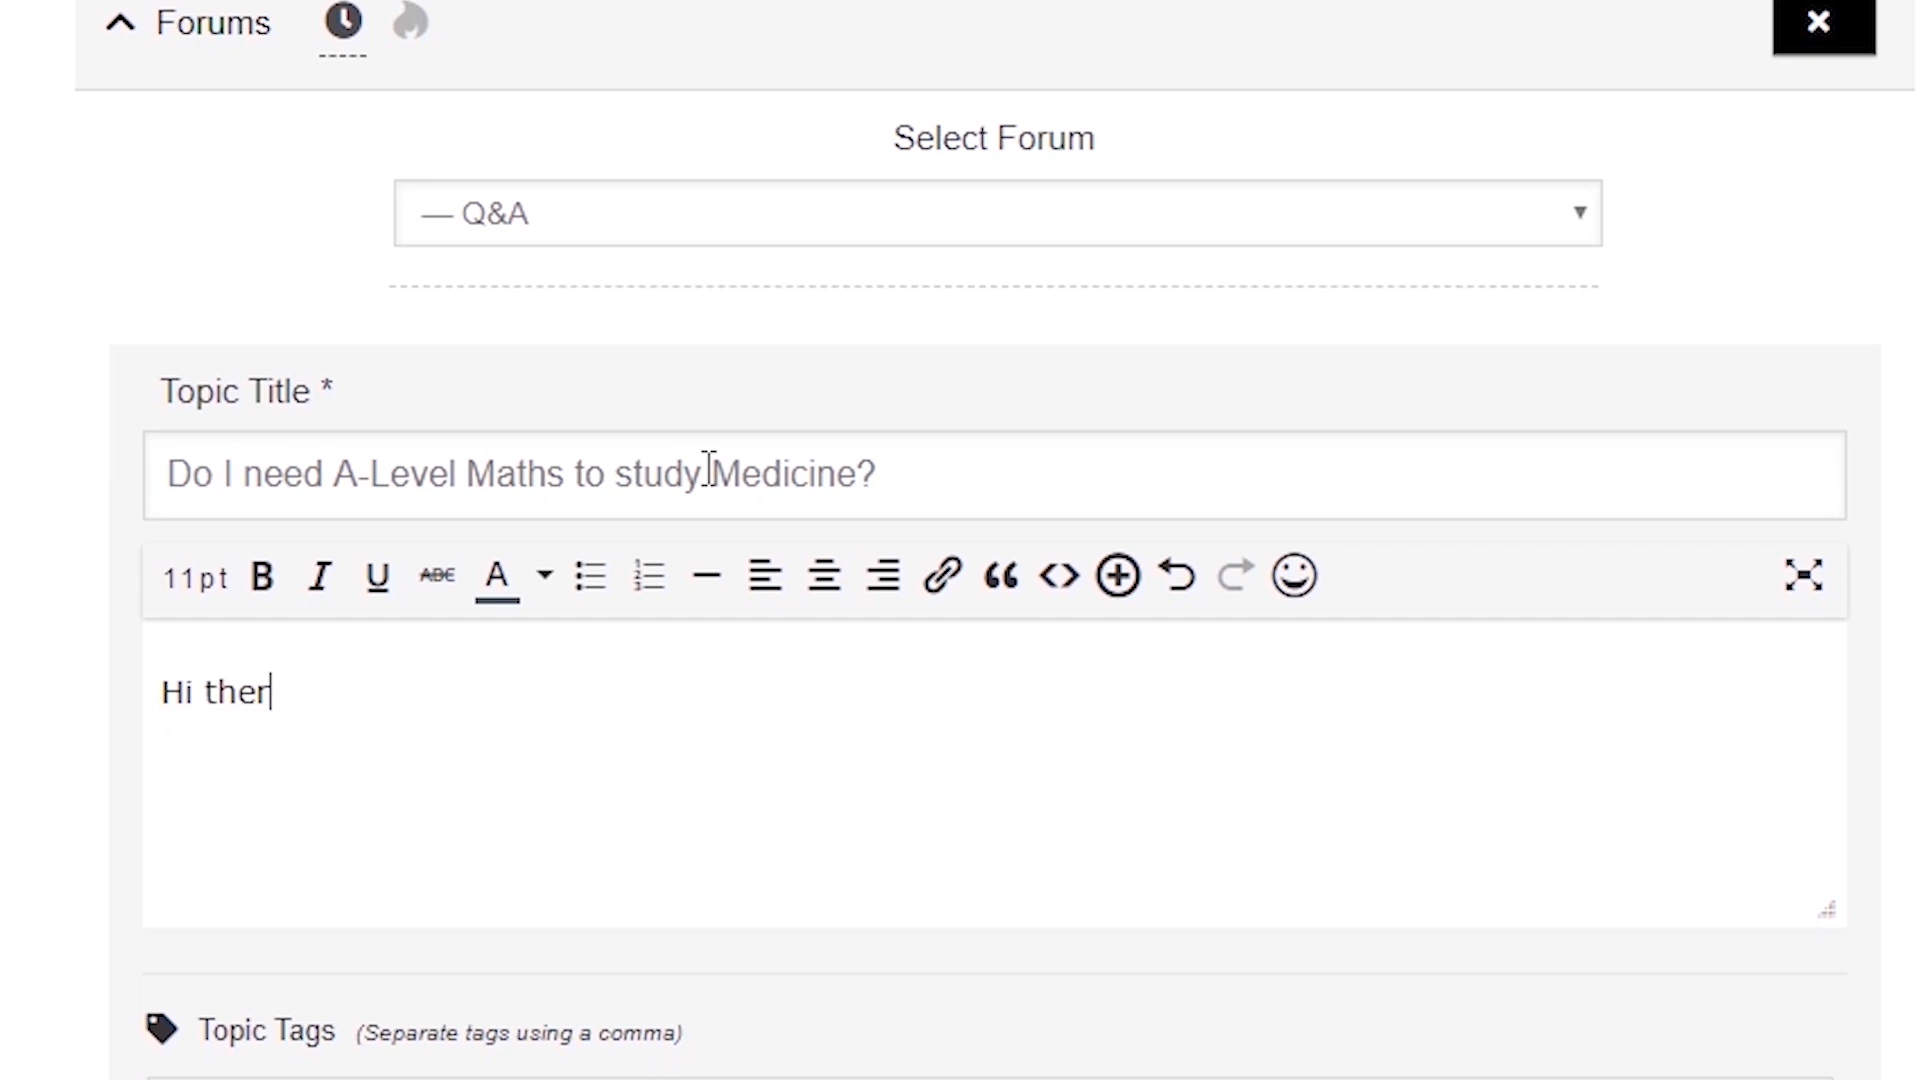 Forums
Select Forum
— Q&A
Topic Title *
Do I need A-Level Maths to study Medicine?
11pt B I U ABC A
Hi ther
Topic Tags (Separate tags using a comma)